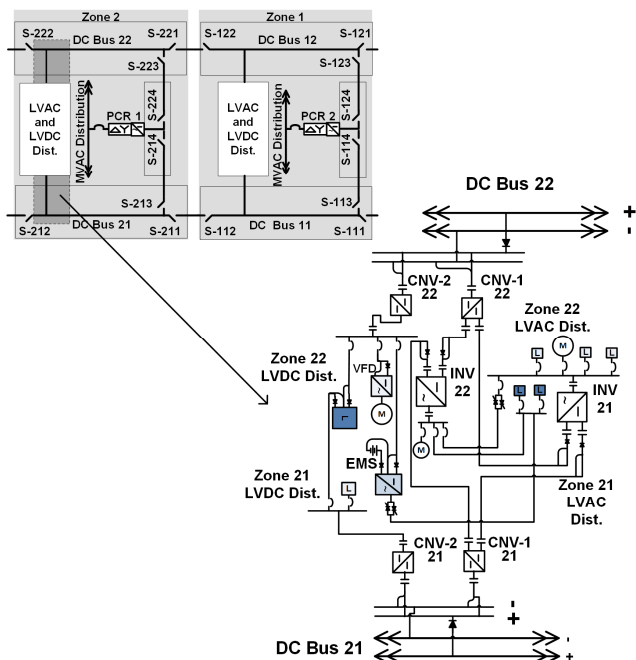 Zone 2
Zone 1
S-222
DC Bus 22
S-221
S-122
DC Bus 12
S-121
S-223
S-123
LVAC
and
LVDC
Dist.
MVAC Distribution
PCR 1
S-224
S-214
LVAC
and
LVDC
Dist.
MVAC Distribution
PCR 2
S-124
S-114
S-213
S-113
S-212
DC Bus 21
S-211
S-112
DC Bus 11
S-111
DC Bus 22
+
-
CNV-2
22
CNV-1
22
Zone 22
LVAC Dist.
M
L
L
L
Zone 22
LVDC Dist.
VFD
~
M
INV
22
~
L
L
INV
21
~
M
EMS
~
Zone 21
LVDC Dist.
L
Zone 21
LVAC
Dist.
CNV-2
21
CNV-1
21
-
+
DC Bus 21
-
+